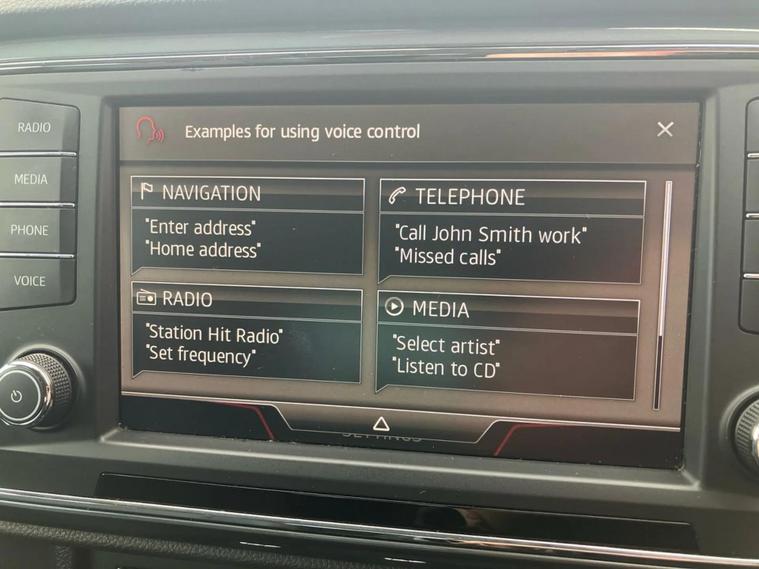 RADIO
MEDIA
PHONE
VOICE
Examples for using voice control
NAVIGATION
"Enter address"
"Home address"
TELEPHONE
"Call John Smith work"
"Missed calls"
RADIO
"Station Hit Radio"
"Set frequency"
MEDIA
"Select artist"
"Listen to CD"